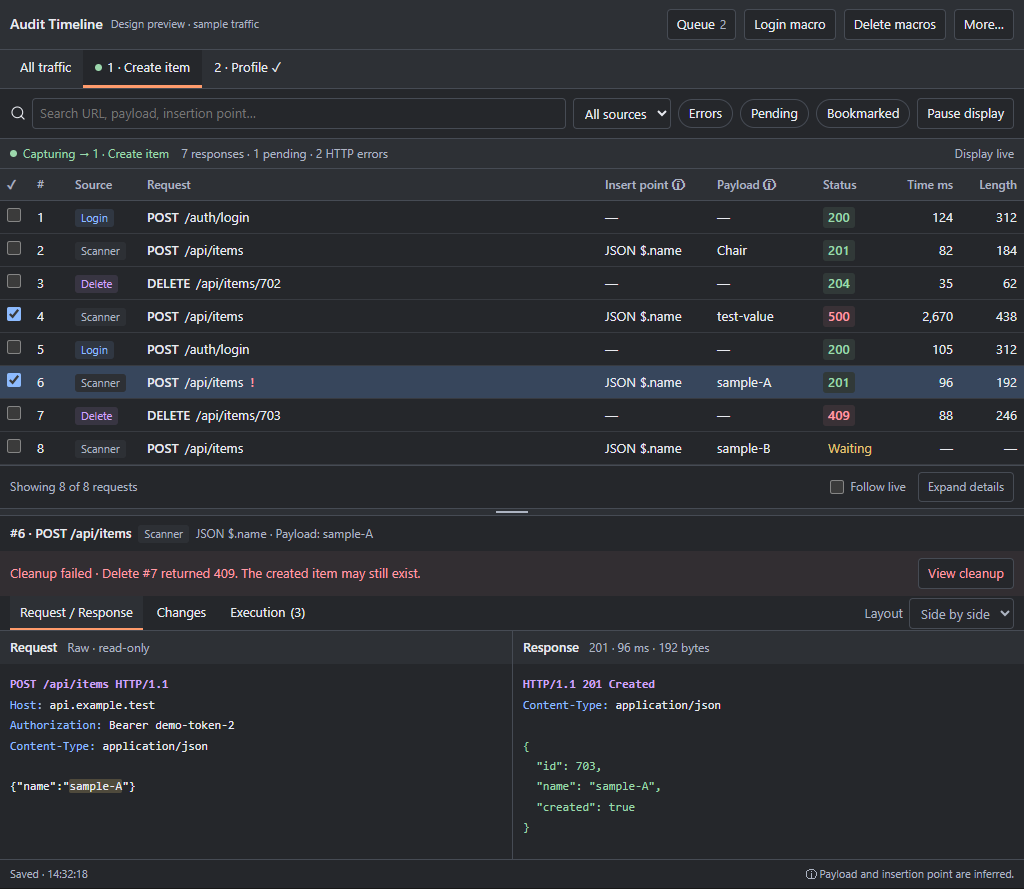 Audit Timeline Design preview · sample traffic Queue 2 Login macro Delete macros More...
All traffic 1 · Create item 2 · Profile ✓
Search URL, payload, insertion point... All sources Errors Pending Bookmarked Pause display
Capturing → 1 · Create item 7 responses · 1 pending · 2 HTTP errors Display live
✓ # Source Request Insert point ⓘ Payload ⓘ Status Time ms Length
1 Login POST /auth/login — — 200 124 312
2 Scanner POST /api/items JSON $.name Chair 201 82 184
3 Delete DELETE /api/items/702 — — 204 35 62
4 Scanner POST /api/items JSON $.name test-value 500 2,670 438
5 Login POST /auth/login — — 200 105 312
6 Scanner POST /api/items ! JSON $.name sample-A 201 96 192
7 Delete DELETE /api/items/703 — — 409 88 246
8 Scanner POST /api/items JSON $.name sample-B Waiting — —
Showing 8 of 8 requests Follow live Expand details
#6 · POST /api/items Scanner JSON $.name · Payload: sample-A
Cleanup failed · Delete #7 returned 409. The created item may still exist. View cleanup
Request / Response Changes Execution (3) Layout Side by side
Request Raw · read-only
POST /api/items HTTP/1.1
Host: api.example.test
Authorization: Bearer demo-token-2
Content-Type: application/json
{"name":"sample-A"}
Response 201 · 96 ms · 192 bytes
HTTP/1.1 201 Created
Content-Type: application/json
{
"id": 703,
"name": "sample-A",
"created": true
}
Saved · 14:32:18 ⓘ Payload and insertion point are inferred.